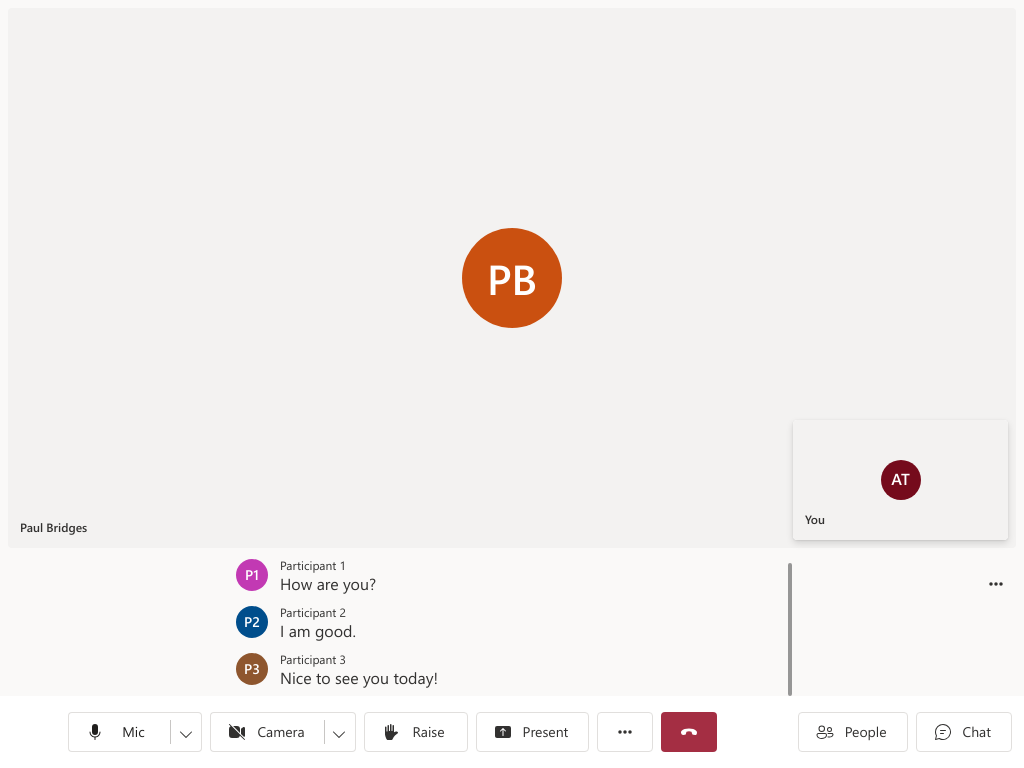 PB
AT
You
Paul Bridges
P1
Participant 1
How are you?
P2
Participant 2
I am good.
P3
Participant 3
Nice to see you today!
Mic
Camera
Raise
Present
People
Chat